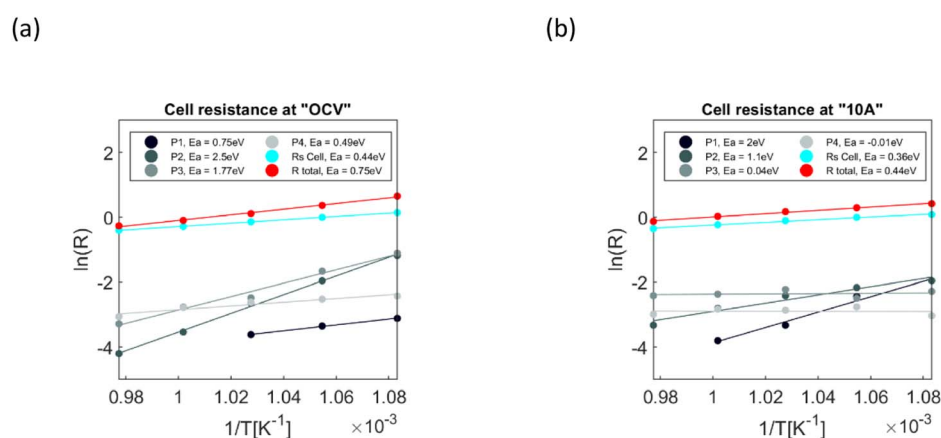 (a)
(b)
Cell resistance at "OCV"
P1, Ea = 0.75eV
P2, Ea = 2.5eV
P3, Ea = 1.77eV
P4, Ea = 0.49eV
Rs Cell, Ea = 0.44eV
R total, Ea = 0.75eV
ln(R)
2
0
-2
-4
0.98 1 1.02 1.04 1.06 1.08
1/T[K⁻¹]
×10⁻³
Cell resistance at "10A"
P1, Ea = 2eV
P2, Ea = 1.1eV
P3, Ea = 0.04eV
P4, Ea = -0.01eV
Rs Cell, Ea = 0.36eV
R total, Ea = 0.44eV
ln(R)
2
0
-2
-4
0.98 1 1.02 1.04 1.06 1.08
1/T[K⁻¹]
×10⁻³